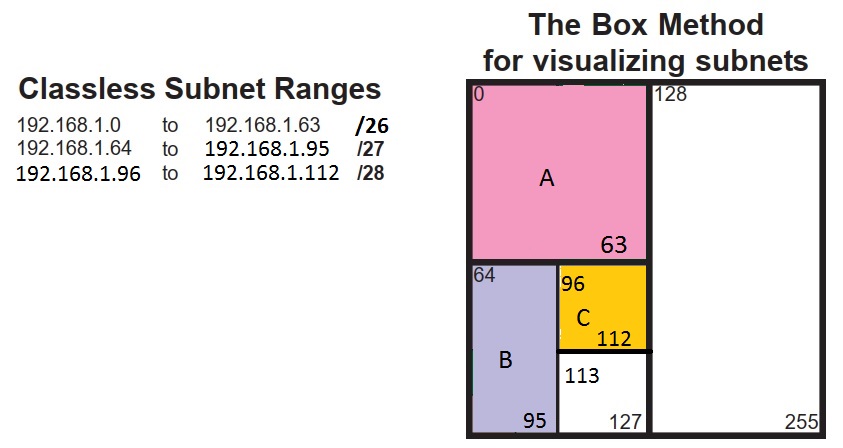 The Box Method
for visualizing subnets
Classless Subnet Ranges
192.168.1.0 to 192.168.1.63 /26
192.168.1.64 to 192.168.1.95 /27
192.168.1.96 to 192.168.1.112 /28
0
128
A
63
64
96
C
112
B
113
95
127
255